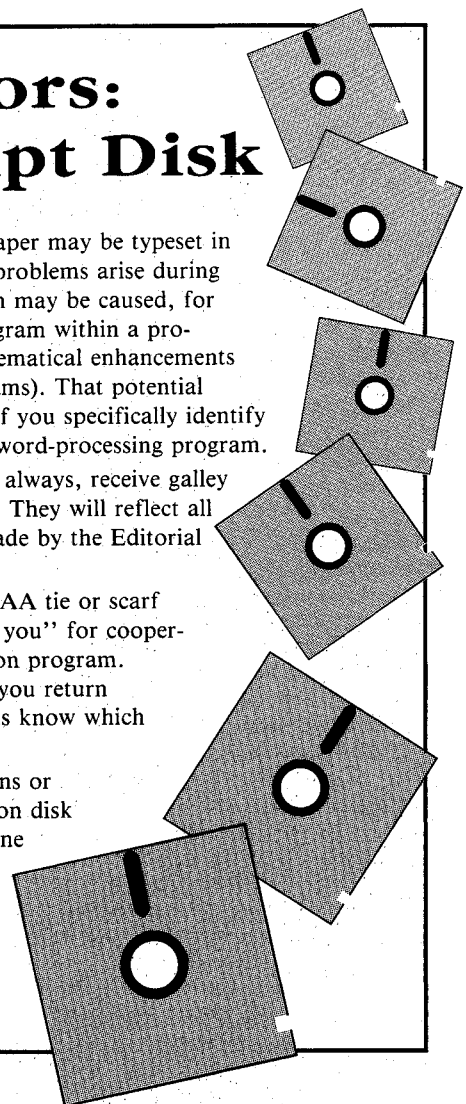 ors:
pt Disk
aper may be typeset in
problems arise during
n may be caused, for
gram within a pro-
ematical enhancements
ams). That potential
f you specifically identify
word-processing program.
always, receive galley
They will reflect all
ade by the Editorial
AA tie or scarf
you” for cooper-
on program.
you return
s know which
ns or
on disk
ne